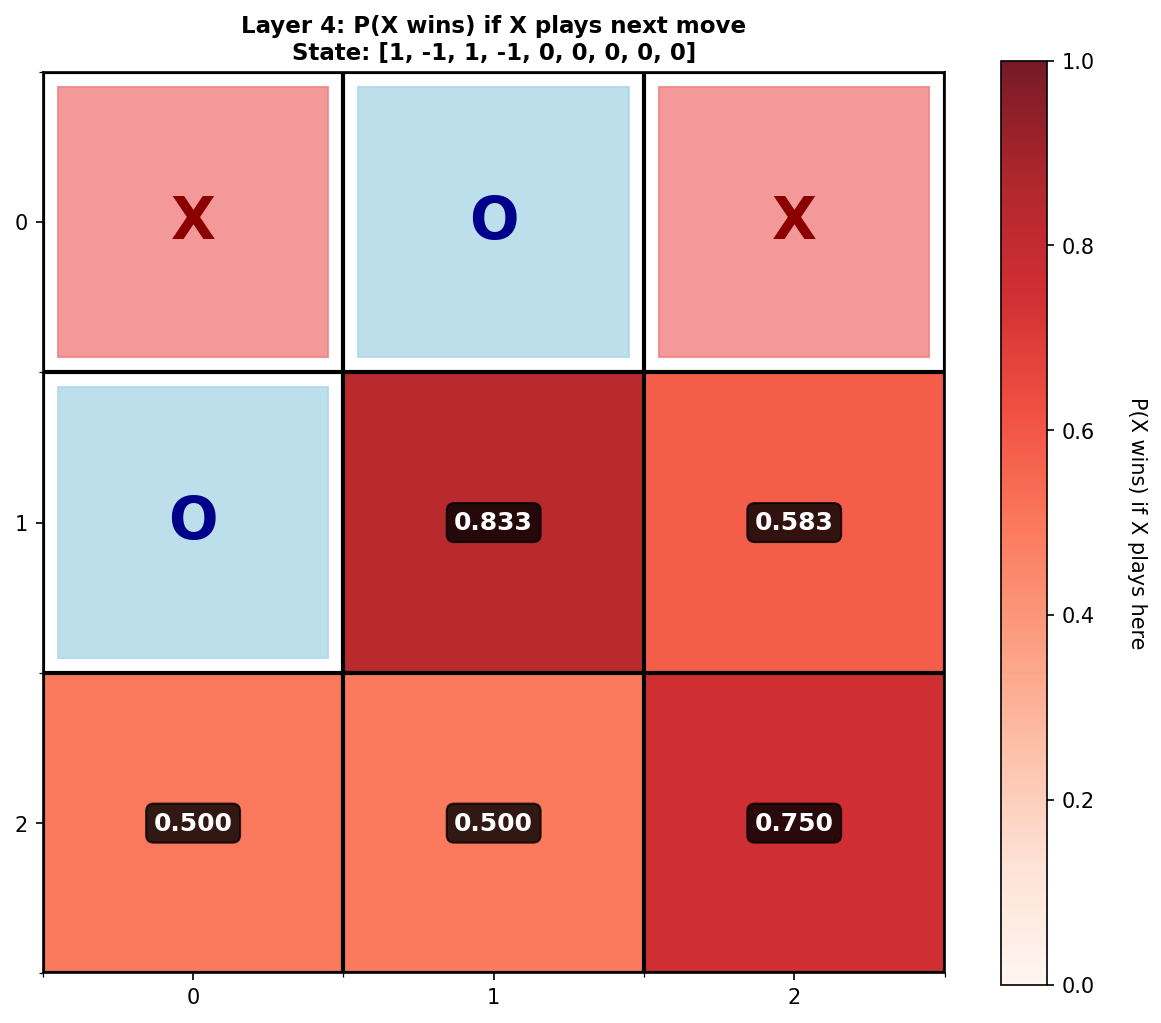 Layer 4: P(X wins) if X plays next move
State: [1, -1, 1, -1, 0, 0, 0, 0, 0]
0
X
O
X
1
O
0.833
0.583
2
0.500
0.500
0.750
0
1
2
1.0
0.8
0.6
0.4
0.2
0.0
P(X wins) if X plays here